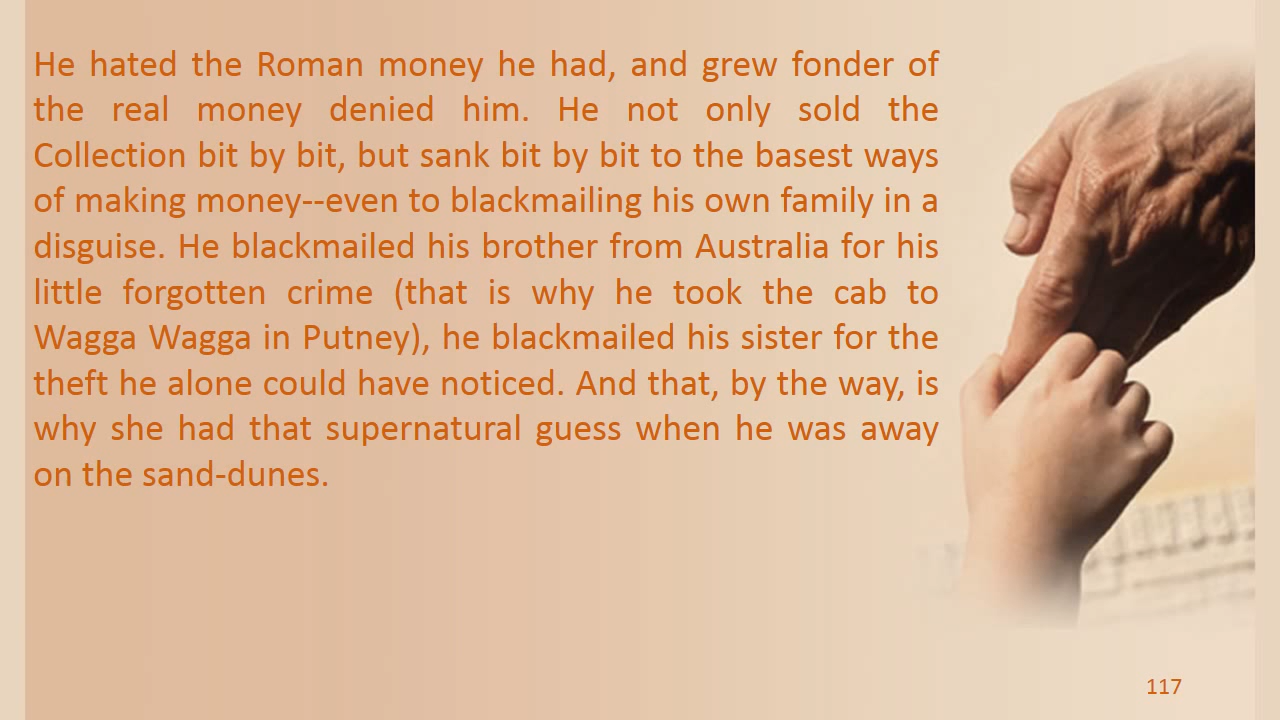 He hated the Roman money he had, and grew fonder of
the real money denied him. He not only sold the
Collection bit by bit, but sank bit by bit to the basest ways
of making money--even to blackmailing his own family in a
disguise. He blackmailed his brother from Australia for his
little forgotten crime (that is why he took the cab to
Wagga Wagga in Putney), he blackmailed his sister for the
theft he alone could have noticed. And that, by the way, is
why she had that supernatural guess when he was away
on the sand-dunes.
117